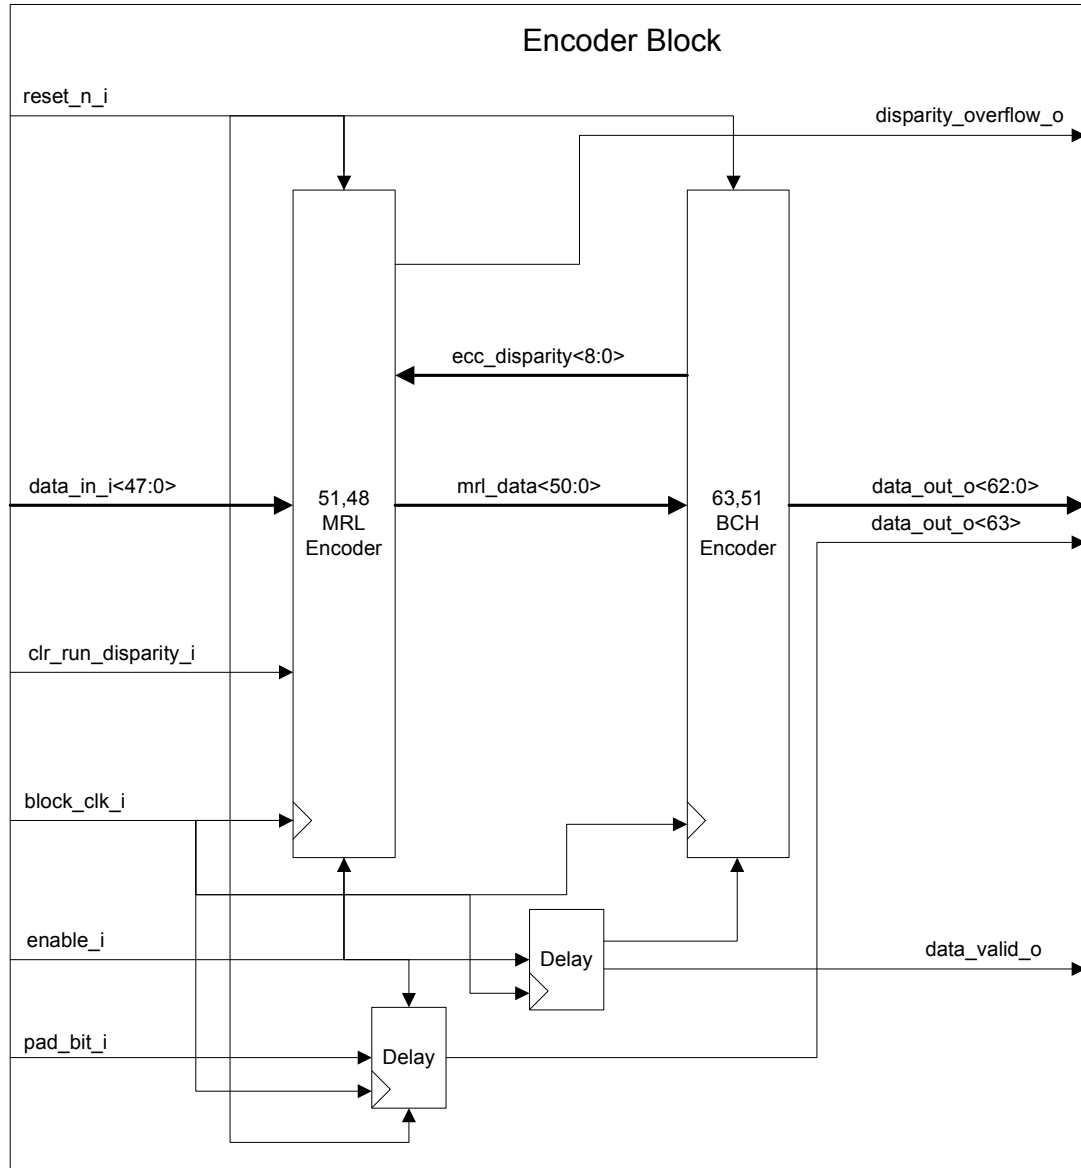 Encoder Block
reset_n_i
disparity_overflow_o
ecc_disparity<8:0>
data_in_i<47:0>
51,48
MRL
Encoder
mrl_data<50:0>
63,51
BCH
Encoder
data_out_o<62:0>
data_out_o<63>
clr_run_disparity_i
block_clk_i
enable_i
Delay
data_valid_o
pad_bit_i
Delay